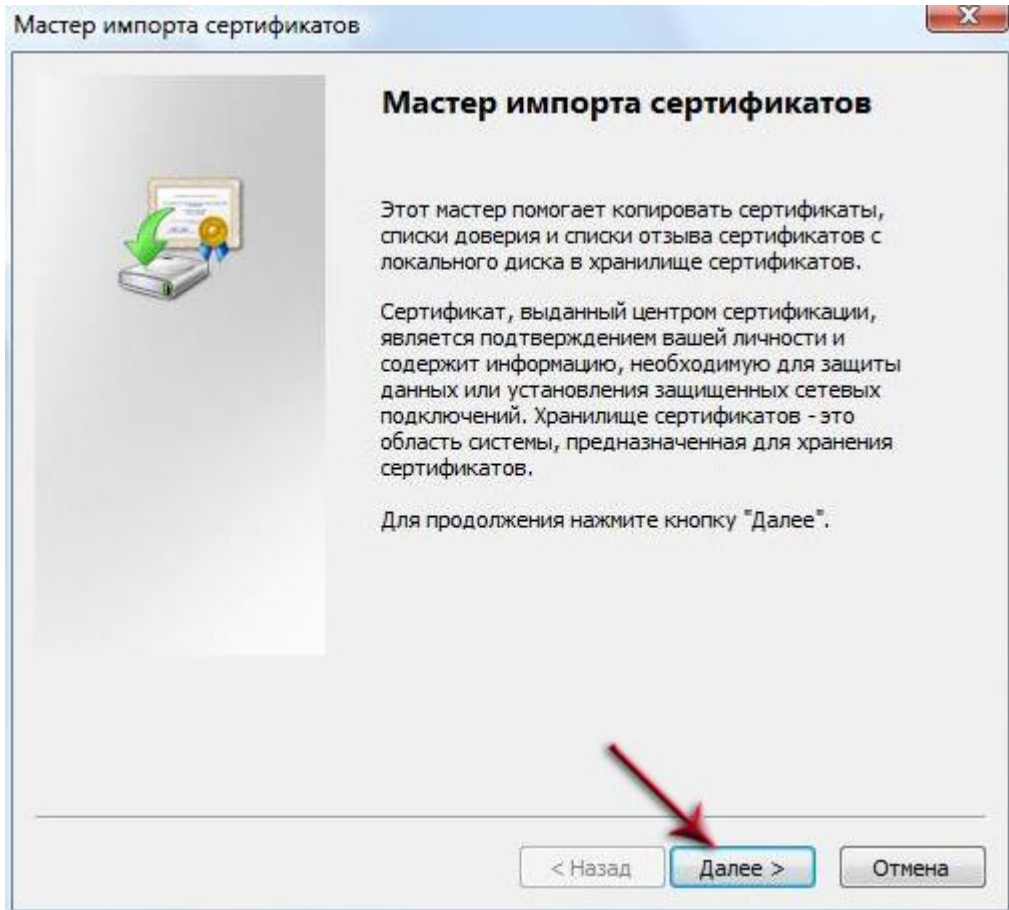 Мастер импорта сертификатов
Мастер импорта сертификатов
Этот мастер помогает копировать сертификаты,
списки доверия и списки отзыва сертификатов с
локального диска в хранилище сертификатов.
Сертификат, выданный центром сертификации,
является подтверждением вашей личности и
содержит информацию, необходимую для защиты
данных или установления защищенных сетевых
подключений. Хранилище сертификатов - это
область системы, предназначенная для хранения
сертификатов.
Для продолжения нажмите кнопку "Далее".
< Назад Далее > Отмена